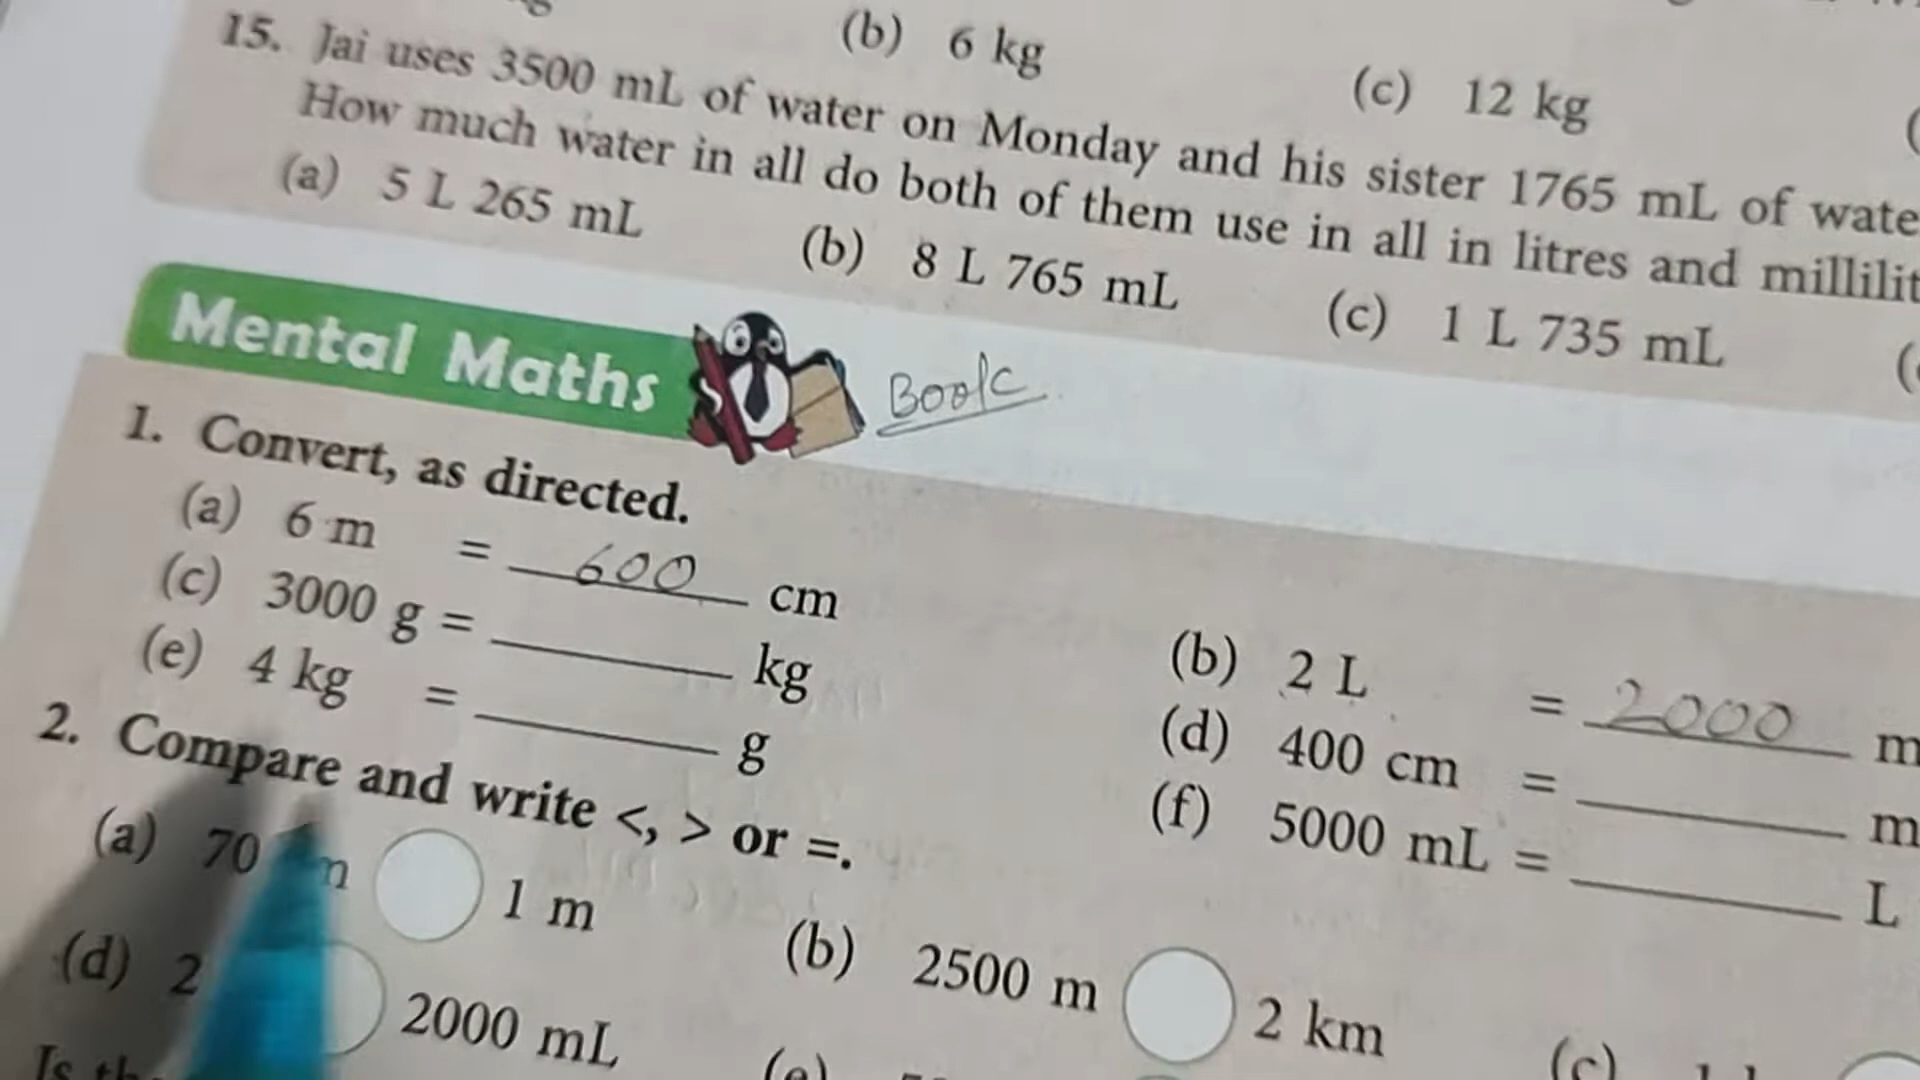 (b) 6 kg (c) 12 kg
15. Jai uses 3500 mL of water on Monday and his sister 1765 mL of
How much water in all do both of them use in all in litres and
(a) 5 L 265 mL (b) 8 L 765 mL (c) 1 L 735 mL
Mental Maths Book
1. Convert, as directed.
(a) 6 m = 600 cm (b) 2 L = 2000 m
(c) 3000 g = kg (d) 400 cm = m
(e) 4 kg = g (f) 5000 mL = L
2. Compare and write <, > or =.
(a) 70 1 m (b) 2500 m 2 km (c)
(d) 2 2000 mL (e)
Is